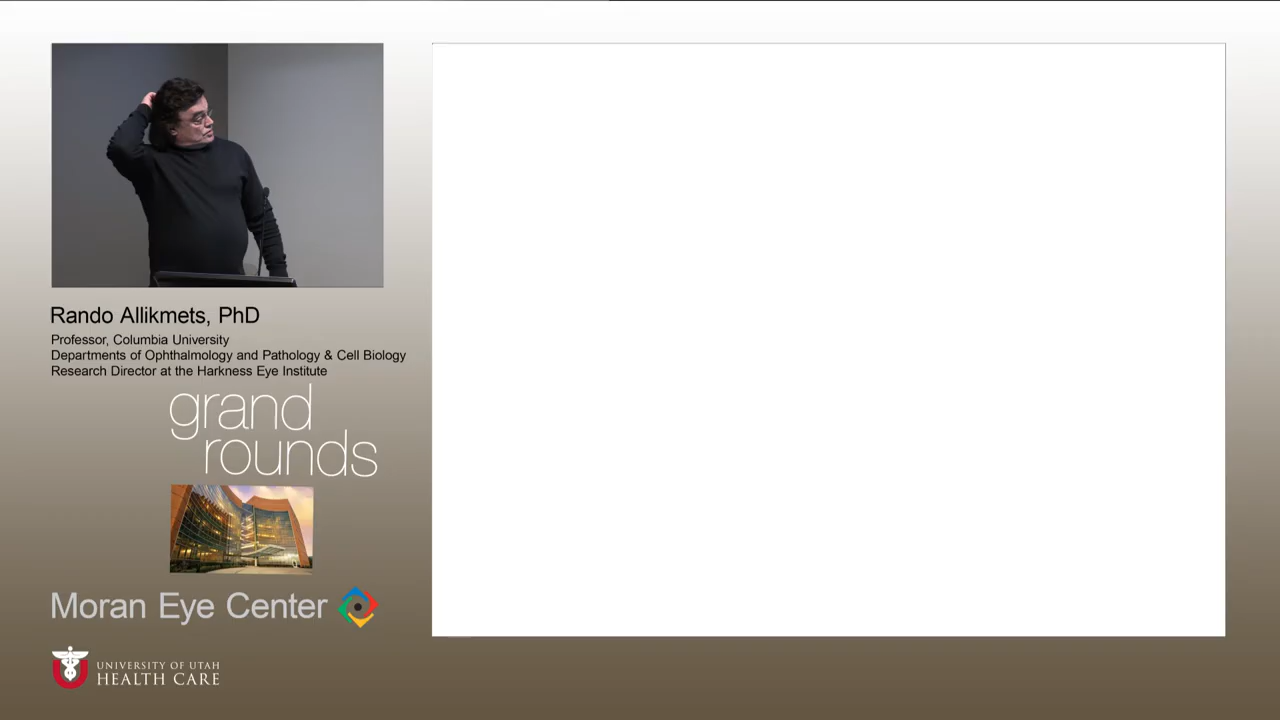 Rando Allikmets, PhD
Professor, Columbia University
Departments of Ophthalmology and Pathology & Cell Biology
Research Director at the Harkness Eye Institute
grand
rounds
Moran Eye Center
UNIVERSITY OF UTAH
HEALTH CARE